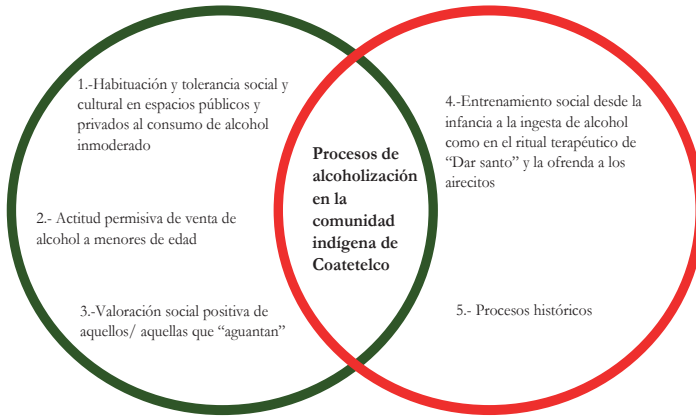 1.-Habituación y tolerancia social y
cultural en espacios públicos y
privados al consumo de alcohol
inmoderado
2.- Actitud permisiva de venta de
alcohol a menores de edad
3.-Valoración social positiva de
aquellos/ aquellas que “aguantan”
Procesos de
alcoholización
en la
comunidad
indígena de
Coatetelco
4.-Entrenamiento social desde la
infancia a la ingesta de alcohol
como en el ritual terapéutico de
“Dar santo” y la ofrenda a los
airecitos
5.- Procesos históricos